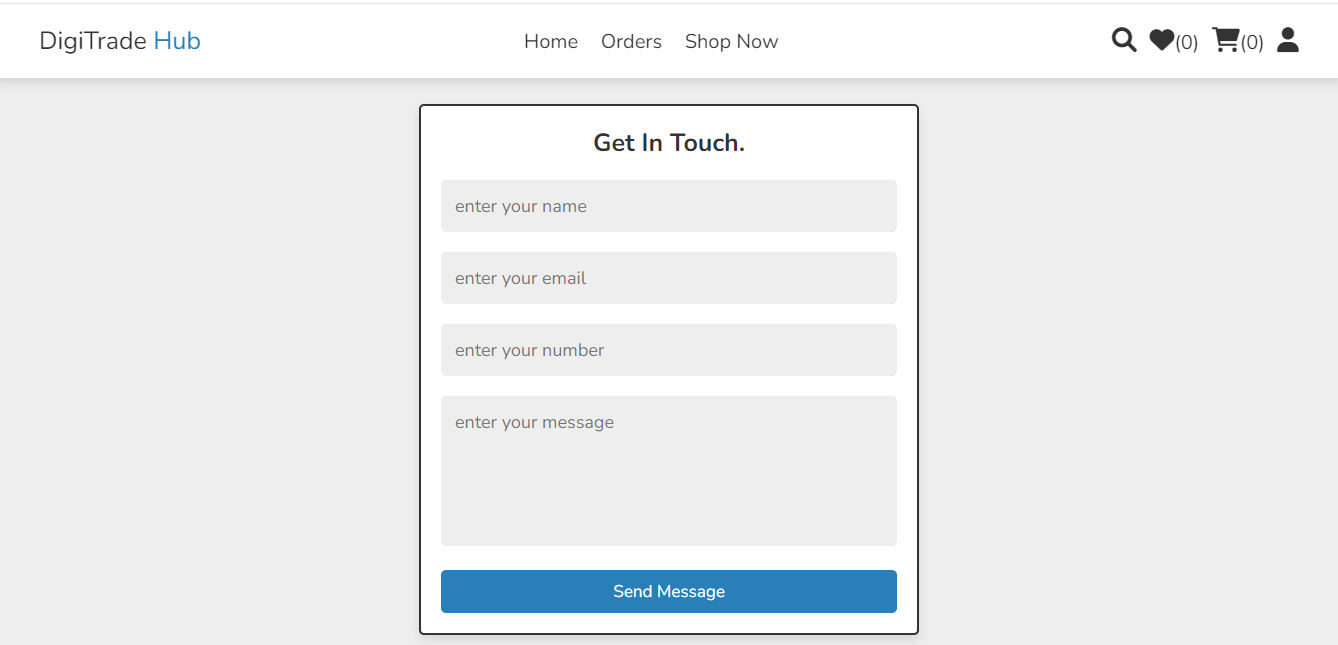 DigiTrade Hub
Home Orders Shop Now
(0) (0)
Get In Touch.
enter your name
enter your email
enter your number
enter your message
Send Message